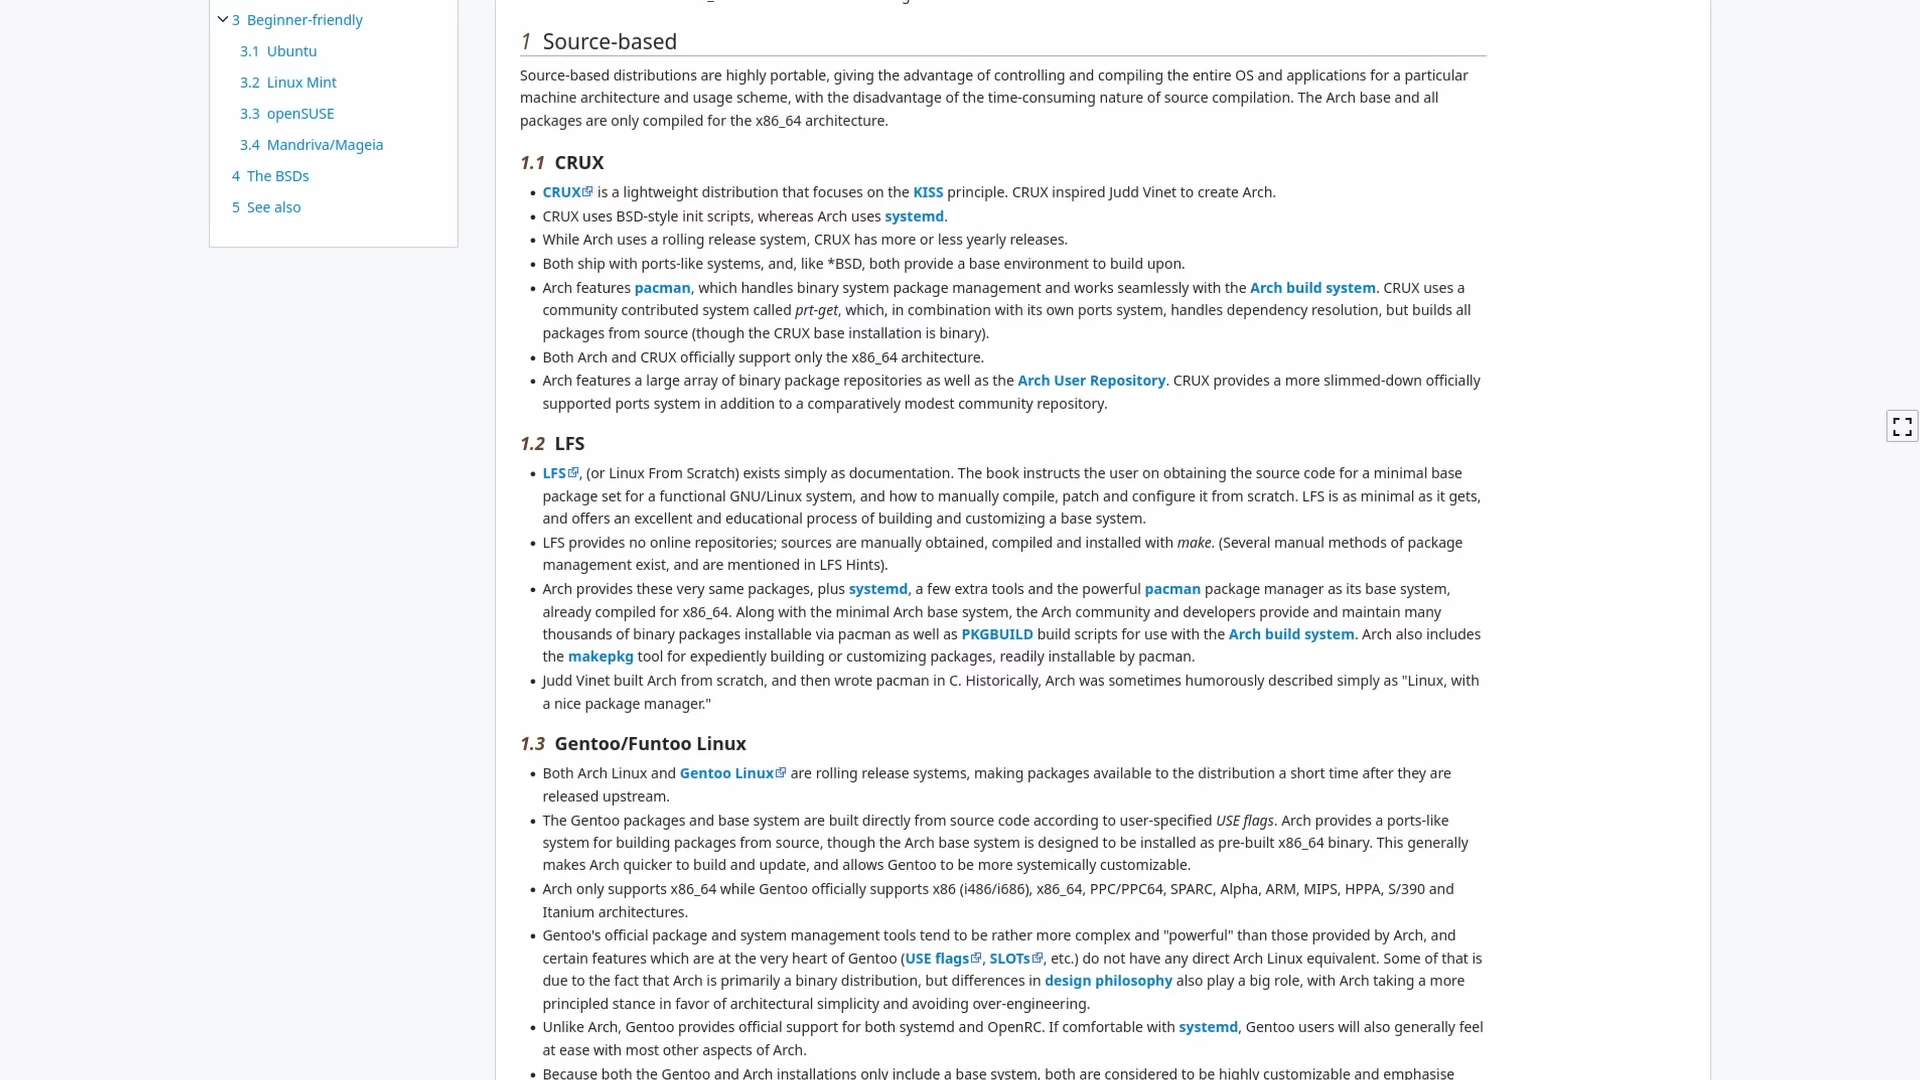 3 Beginner-friendly
3.1 Ubuntu
3.2 Linux Mint
3.3 openSUSE
3.4 Mandriva/Mageia
4 The BSDs
5 See also
1 Source-based
Source-based distributions are highly portable, giving the advantage of controlling and compiling the entire OS and applications for a particular
machine architecture and usage scheme, with the disadvantage of the time-consuming nature of source compilation. The Arch base and all
packages are only compiled for the x86_64 architecture.
1.1 CRUX
• CRUX is a lightweight distribution that focuses on the KISS principle. CRUX inspired Judd Vinet to create Arch.
• CRUX uses BSD-style init scripts, whereas Arch uses systemd.
• While Arch uses a rolling release system, CRUX has more or less yearly releases.
• Both ship with ports-like systems, and, like *BSD, both provide a base environment to build upon.
• Arch features pacman, which handles binary system package management and works seamlessly with the Arch build system. CRUX uses a
community contributed system called prt-get, which, in combination with its own ports system, handles dependency resolution, but builds all
packages from source (though the CRUX base installation is binary).
• Both Arch and CRUX officially support only the x86_64 architecture.
• Arch features a large array of binary package repositories as well as the Arch User Repository. CRUX provides a more slimmed-down officially
supported ports system in addition to a comparatively modest community repository.
1.2 LFS
• LFS, (or Linux From Scratch) exists simply as documentation. The book instructs the user on obtaining the source code for a minimal base
package set for a functional GNU/Linux system, and how to manually compile, patch and configure it from scratch. LFS is as minimal as it gets,
and offers an excellent and educational process of building and customizing a base system.
• LFS provides no online repositories; sources are manually obtained, compiled and installed with make. (Several manual methods of package
management exist, and are mentioned in LFS Hints).
• Arch provides these very same packages, plus systemd, a few extra tools and the powerful pacman package manager as its base system,
already compiled for x86_64. Along with the minimal Arch base system, the Arch community and developers provide and maintain many
thousands of binary packages installable via pacman as well as PKGBUILD build scripts for use with the Arch build system. Arch also includes
the makepkg tool for expediently building or customizing packages, readily installable by pacman.
• Judd Vinet built Arch from scratch, and then wrote pacman in C. Historically, Arch was sometimes humorously described simply as "Linux, with
a nice package manager."
1.3 Gentoo/Funtoo Linux
• Both Arch Linux and Gentoo Linux are rolling release systems, making packages available to the distribution a short time after they are
released upstream.
• The Gentoo packages and base system are built directly from source code according to user-specified USE flags. Arch provides a ports-like
system for building packages from source, though the Arch base system is designed to be installed as pre-built x86_64 binary. This generally
makes Arch quicker to build and update, and allows Gentoo to be more systemically customizable.
• Arch only supports x86_64 while Gentoo officially supports x86 (i486/i686), x86_64, PPC/PPC64, SPARC, Alpha, ARM, MIPS, HPPA, S/390 and
Itanium architectures.
• Gentoo's official package and system management tools tend to be rather more complex and "powerful" than those provided by Arch, and
certain features which are at the very heart of Gentoo (USE flags, SLOTs, etc.) do not have any direct Arch Linux equivalent. Some of that is
due to the fact that Arch is primarily a binary distribution, but differences in design philosophy also play a big role, with Arch taking a more
principled stance in favor of architectural simplicity and avoiding over-engineering.
• Unlike Arch, Gentoo provides official support for both systemd and OpenRC. If comfortable with systemd, Gentoo users will also generally feel
at ease with most other aspects of Arch.
• Because both the Gentoo and Arch installations only include a base system, both are considered to be highly customizable and emphasise